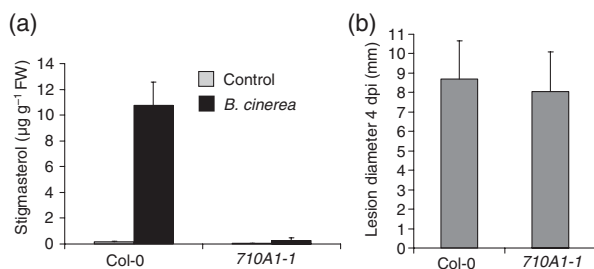 (a)
Stigmasterol (µg g⁻¹ FW)
14
12
10
8
6
4
2
0
Control
B. cinerea
Col-0
710A1-1
(b)
Lesion diameter 4 dpi (mm)
11
10
9
8
7
6
5
4
3
2
1
0
Col-0
710A1-1